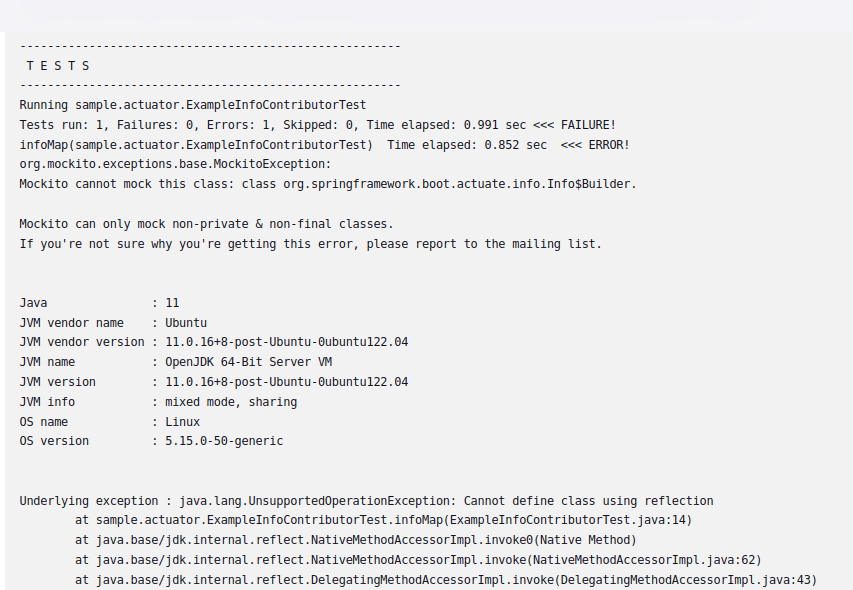 -------------------------------------------------------
 T E S T S
-------------------------------------------------------
Running sample.actuator.ExampleInfoContributorTest
Tests run: 1, Failures: 0, Errors: 1, Skipped: 0, Time elapsed: 0.991 sec <<< FAILURE!
infoMap(sample.actuator.ExampleInfoContributorTest)  Time elapsed: 0.852 sec  <<< ERROR!
org.mockito.exceptions.base.MockitoException:
Mockito cannot mock this class: class org.springframework.boot.actuate.info.Info$Builder.

Mockito can only mock non-private & non-final classes.
If you're not sure why you're getting this error, please report to the mailing list.

Java               : 11
JVM vendor name    : Ubuntu
JVM vendor version : 11.0.16+8-post-Ubuntu-0ubuntu122.04
JVM name           : OpenJDK 64-Bit Server VM
JVM version        : 11.0.16+8-post-Ubuntu-0ubuntu122.04
JVM info           : mixed mode, sharing
OS name            : Linux
OS version         : 5.15.0-50-generic

Underlying exception : java.lang.UnsupportedOperationException: Cannot define class using reflection
        at sample.actuator.ExampleInfoContributorTest.infoMap(ExampleInfoContributorTest.java:14)
        at java.base/jdk.internal.reflect.NativeMethodAccessorImpl.invoke0(Native Method)
        at java.base/jdk.internal.reflect.NativeMethodAccessorImpl.invoke(NativeMethodAccessorImpl.java:62)
        at java.base/jdk.internal.reflect.DelegatingMethodAccessorImpl.invoke(DelegatingMethodAccessorImpl.java:43)